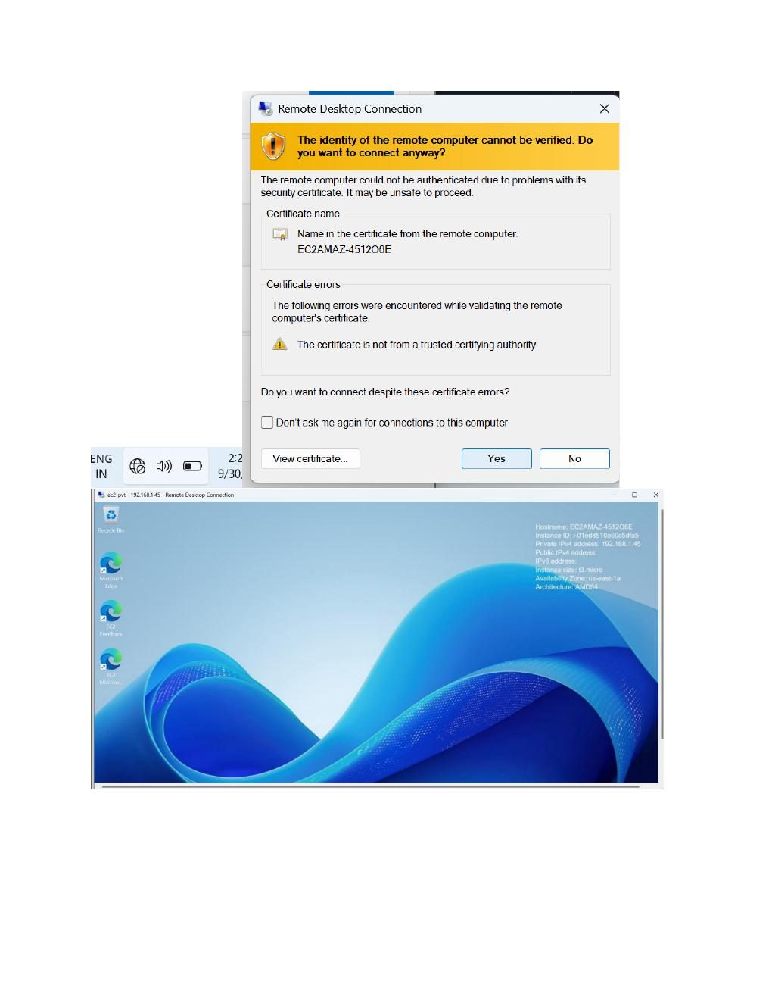 Remote Desktop Connection
The identity of the remote computer cannot be verified. Do
you want to connect anyway?
The remote computer could not be authenticated due to problems with its
security certificate. It may be unsafe to proceed.
Certificate name
Name in the certificate from the remote computer:
EC2AMAZ-4512O6E
Certificate errors
The following errors were encountered while validating the remote
computer's certificate:
The certificate is not from a trusted certifying authority.
Do you want to connect despite these certificate errors?
Don't ask me again for connections to this computer
View certificate...
Yes
No
ENG
IN
2:2
9/30,
ec2-pvt - 192.168.1.45 - Remote Desktop Connection
Recycle Bin
Microsoft
Edge
EC2
Feedback
EC2
Microso...
Hostname: EC2AMAZ-4512O6E
Instance ID: i-01ed8510a60c5dfa5
Private IPv4 address: 192.168.1.45
Public IPv4 address:
IPv6 address:
Instance size: t3.micro
Availability Zone: us-east-1a
Architecture: AMD64